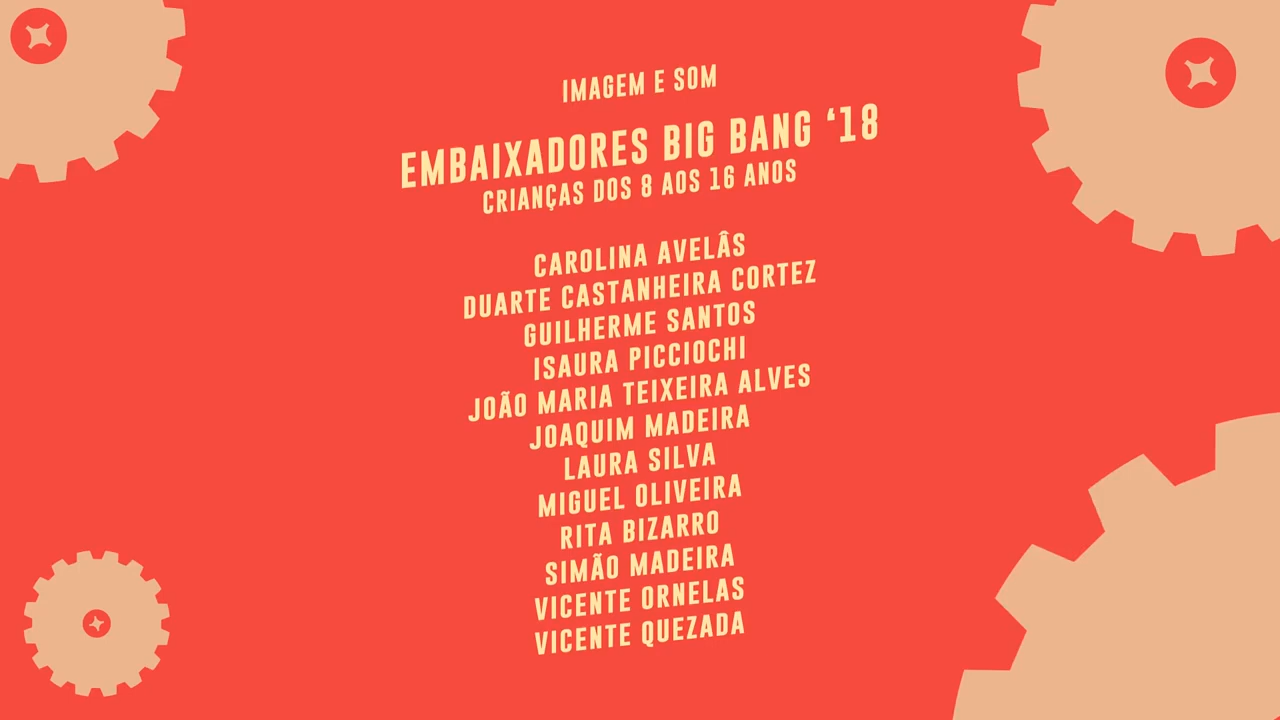 IMAGEM E SOM
EMBAIXADORES BIG BANG ‘18
CRIANÇAS DOS 8 AOS 16 ANOS
CAROLINA AVELÂS
DUARTE CASTANHEIRA CORTEZ
GUILHERME SANTOS
ISAURA PICCIOCHI
JOÃO MARIA TEIXEIRA ALVES
JOAQUIM MADEIRA
LAURA SILVA
MIGUEL OLIVEIRA
RITA BIZARRO
SIMÃO MADEIRA
VICENTE ORNELAS
VICENTE QUEZADA